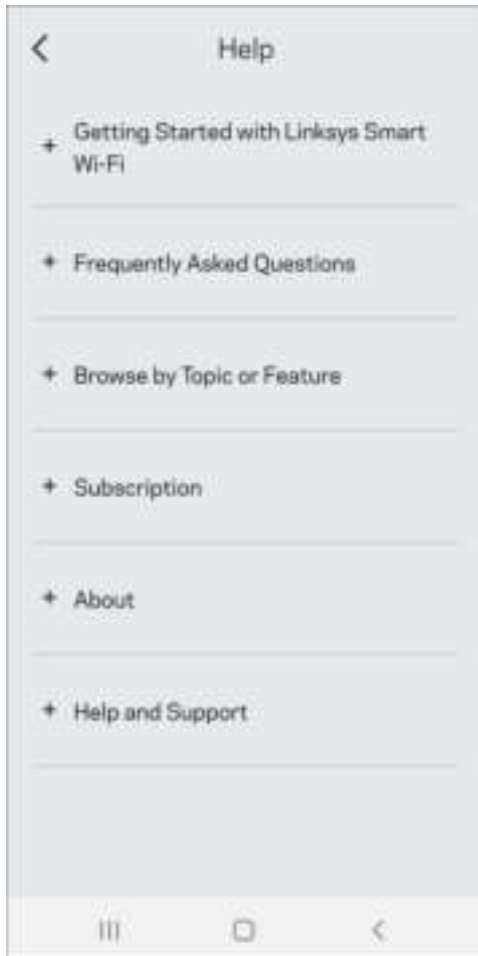 Help
Getting Started with Linksys Smart
Wi-Fi
Frequently Asked Questions
Browse by Topic or Feature
Subscription
About
Help and Support